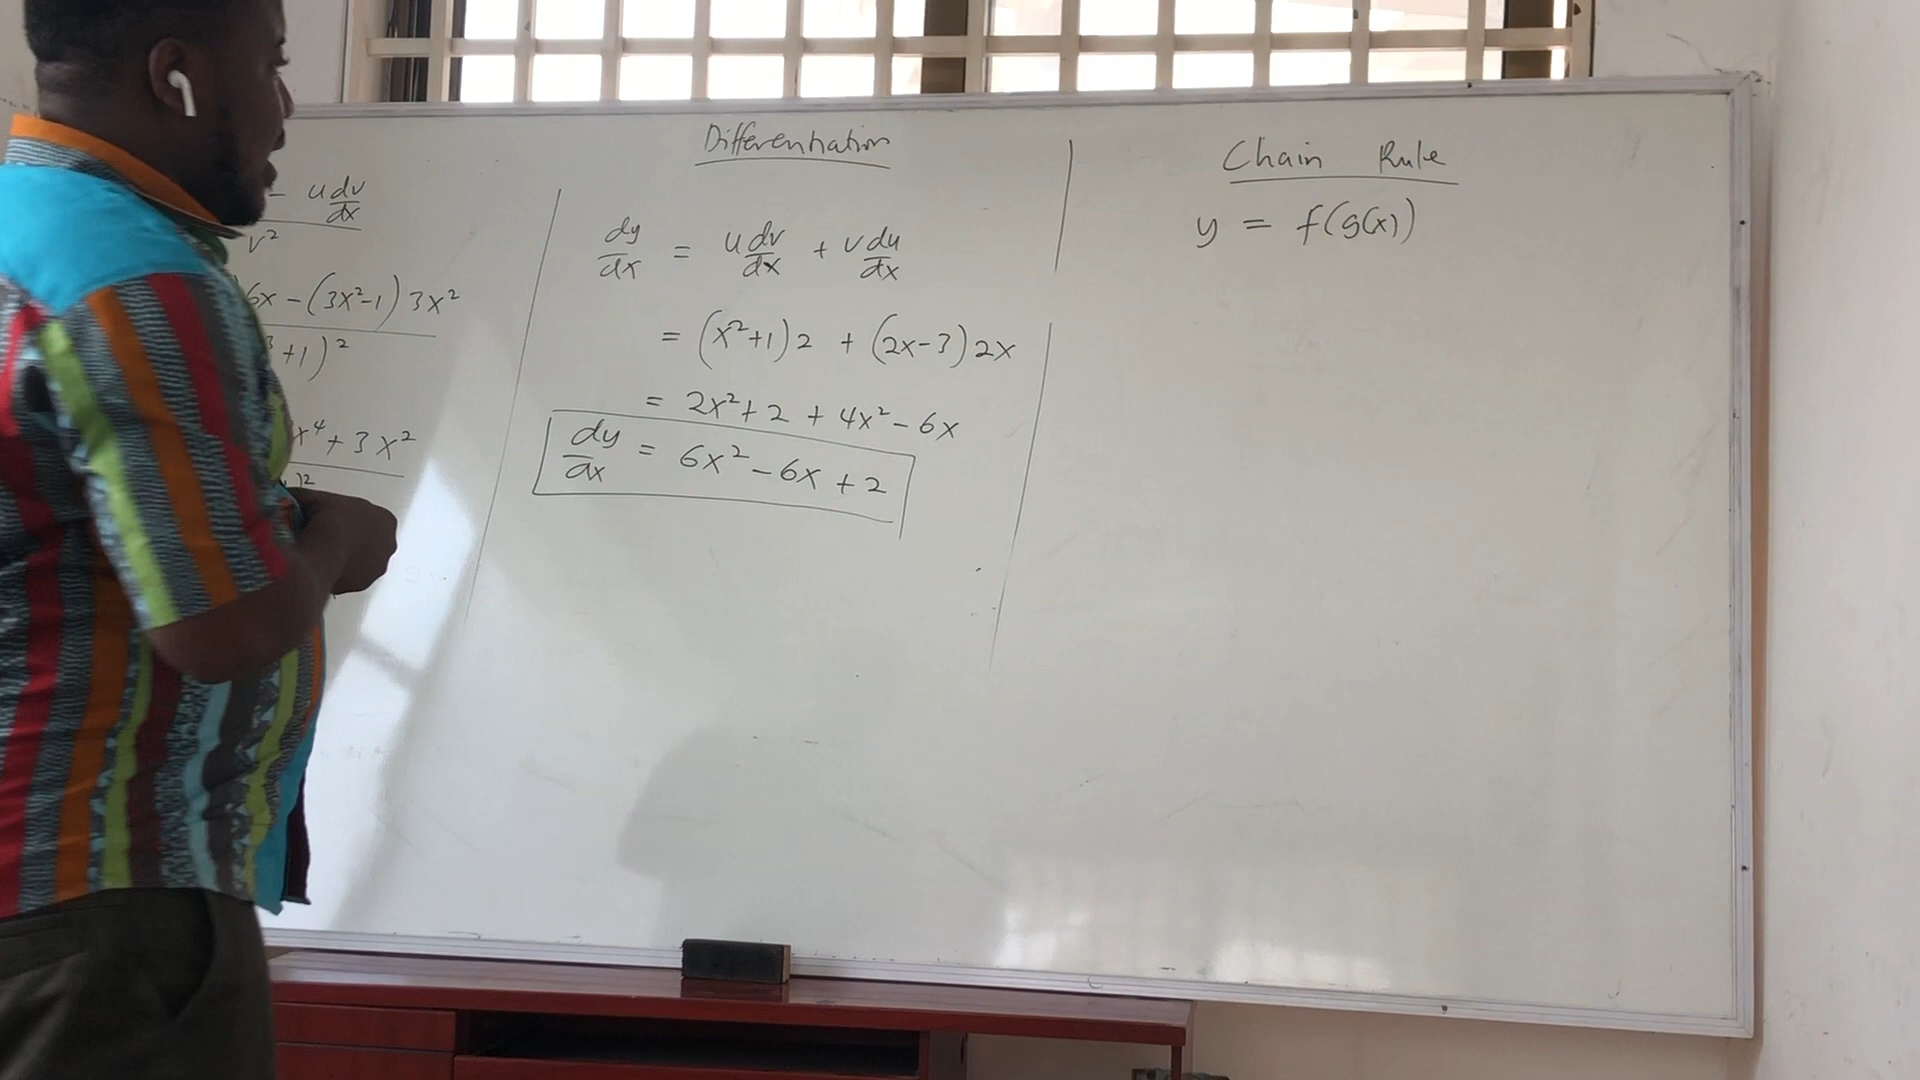 - u dv/dx
v²
6x - (3x²-1) 3x²
+1)²
x⁴ + 3x²
)²
Differentiation
dy/dx = u dv/dx + v du/dx
= (x²+1)2 + (2x-3)2x
= 2x²+2 + 4x² - 6x
dy/dx = 6x² - 6x + 2
Chain Rule
y = f(g(x))